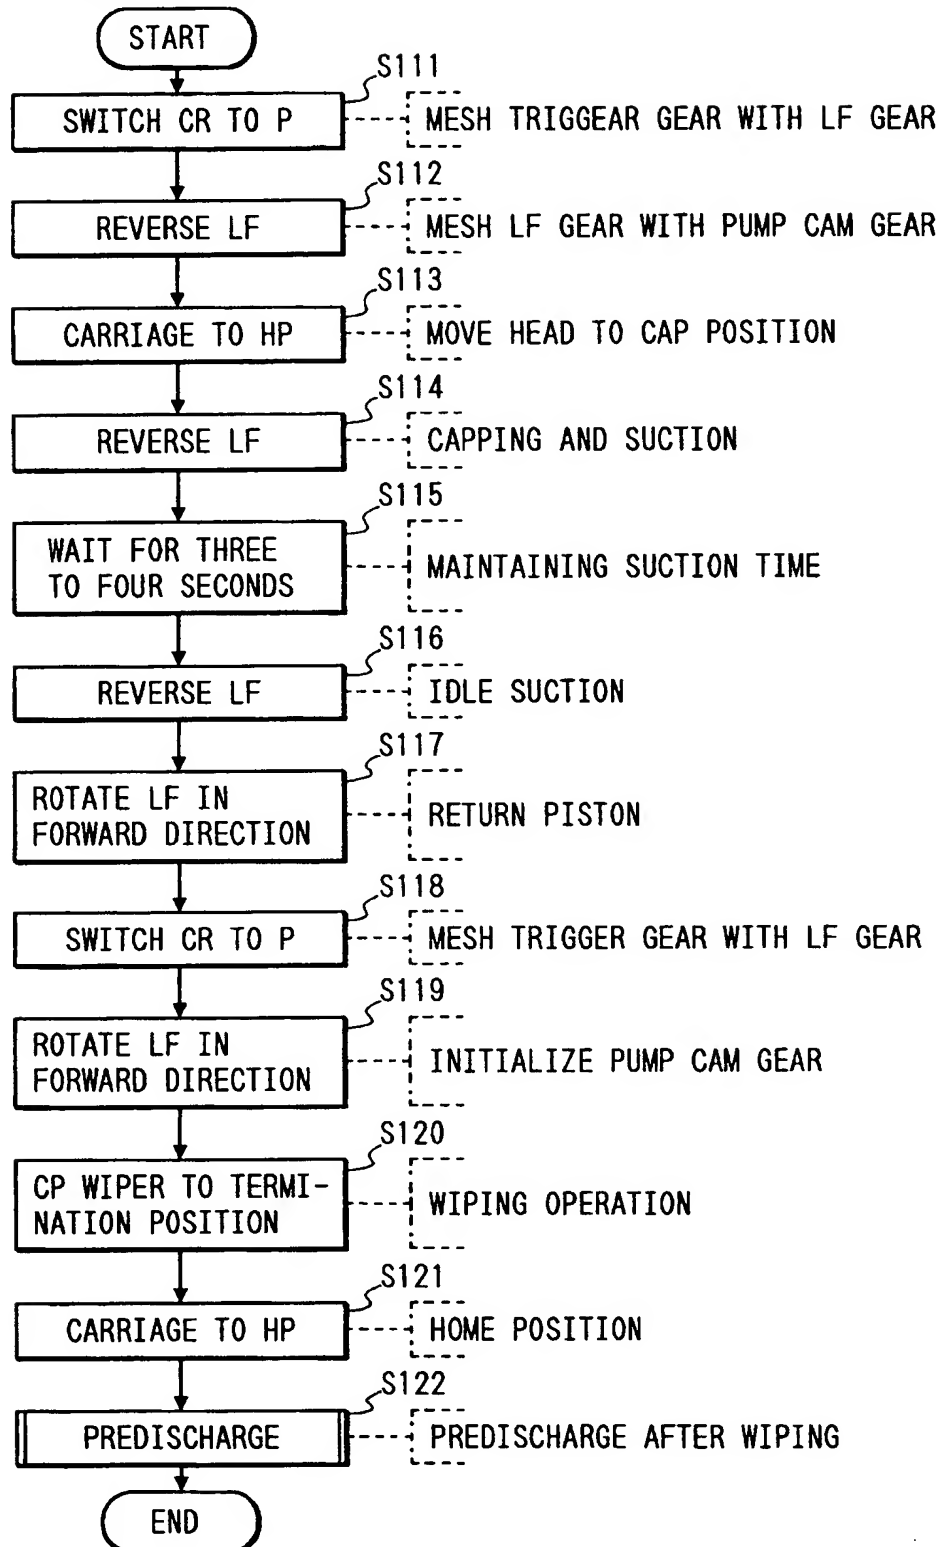 START
S111
SWITCH CR TO P
MESH TRIGGEAR GEAR WITH LF GEAR
S112
REVERSE LF
MESH LF GEAR WITH PUMP CAM GEAR
S113
CARRIAGE TO HP
MOVE HEAD TO CAP POSITION
S114
REVERSE LF
CAPPING AND SUCTION
S115
WAIT FOR THREE
TO FOUR SECONDS
MAINTAINING SUCTION TIME
S116
REVERSE LF
IDLE SUCTION
S117
ROTATE LF IN
FORWARD DIRECTION
RETURN PISTON
S118
SWITCH CR TO P
MESH TRIGGER GEAR WITH LF GEAR
S119
ROTATE LF IN
FORWARD DIRECTION
INITIALIZE PUMP CAM GEAR
S120
CP WIPER TO TERMI-
NATION POSITION
WIPING OPERATION
S121
CARRIAGE TO HP
HOME POSITION
S122
PREDISCHARGE
PREDISCHARGE AFTER WIPING
END